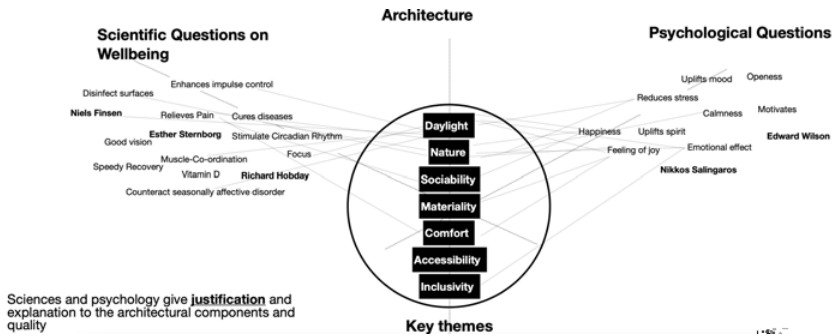 Architecture
Scientific Questions on
Wellbeing
Psychological Questions
Enhances impulse control
Disinfect surfaces
Niels Finsen
Relieves Pain
Cures diseases
Esther Sternborg
Stimulate Circadian Rhythm
Good vision
Muscle-Co-ordination
Focus
Speedy Recovery
Vitamin D
Richard Hobday
Counteract seasonally affective disorder
Daylight
Nature
Sociability
Materiality
Comfort
Accessibility
Inclusivity
Uplifts mood
Openess
Reduces stress
Calmness
Motivates
Happiness
Uplifts spirit
Edward Wilson
Feeling of joy
Emotional effect
Nikkos Salingaros
Sciences and psychology give justification and
explanation to the architectural components and
quality
Key themes